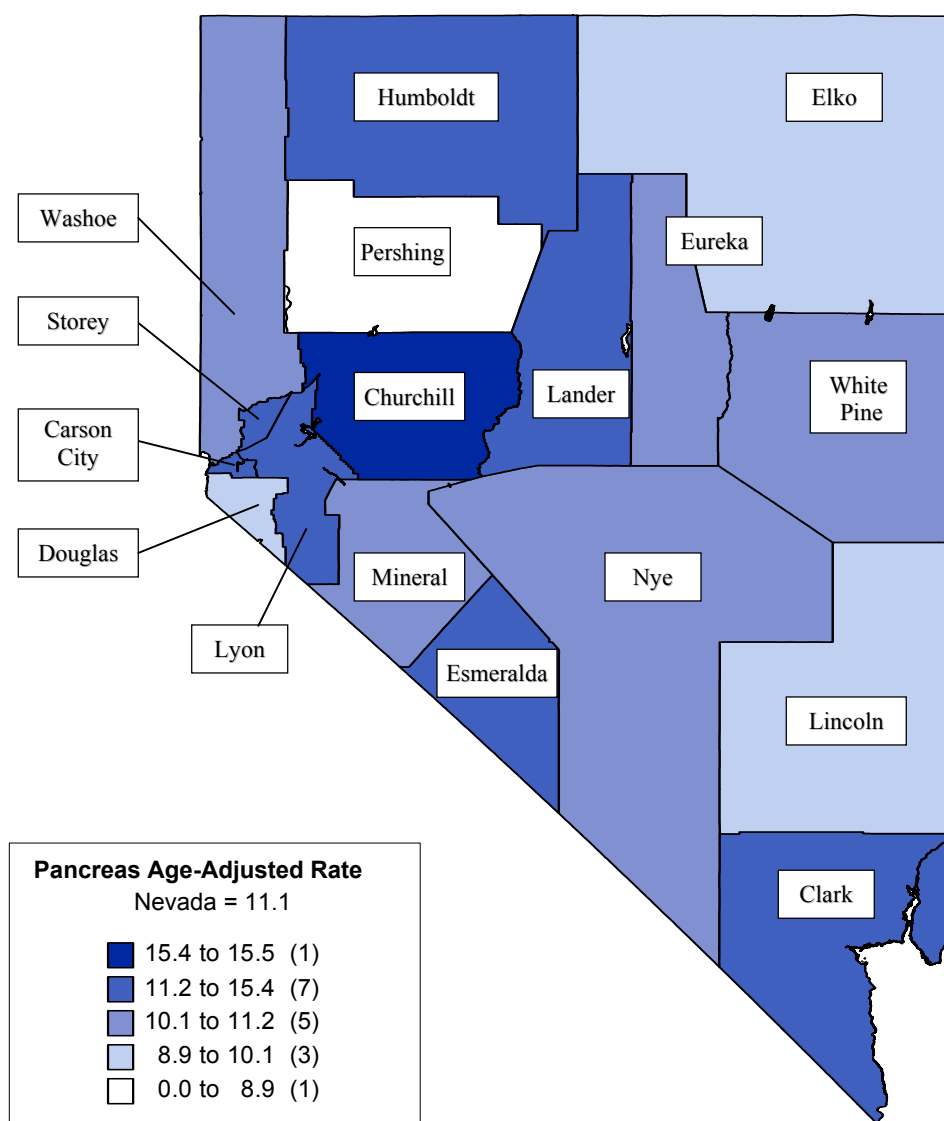 Humboldt
Elko
Washoe
Pershing
Eureka
Storey
Churchill
Lander
White
Pine
Carson
City
Douglas
Mineral
Nye
Lyon
Esmeralda
Lincoln
Clark
Pancreas Age-Adjusted Rate
Nevada = 11.1
15.4 to 15.5 (1)
11.2 to 15.4 (7)
10.1 to 11.2 (5)
8.9 to 10.1 (3)
0.0 to 8.9 (1)